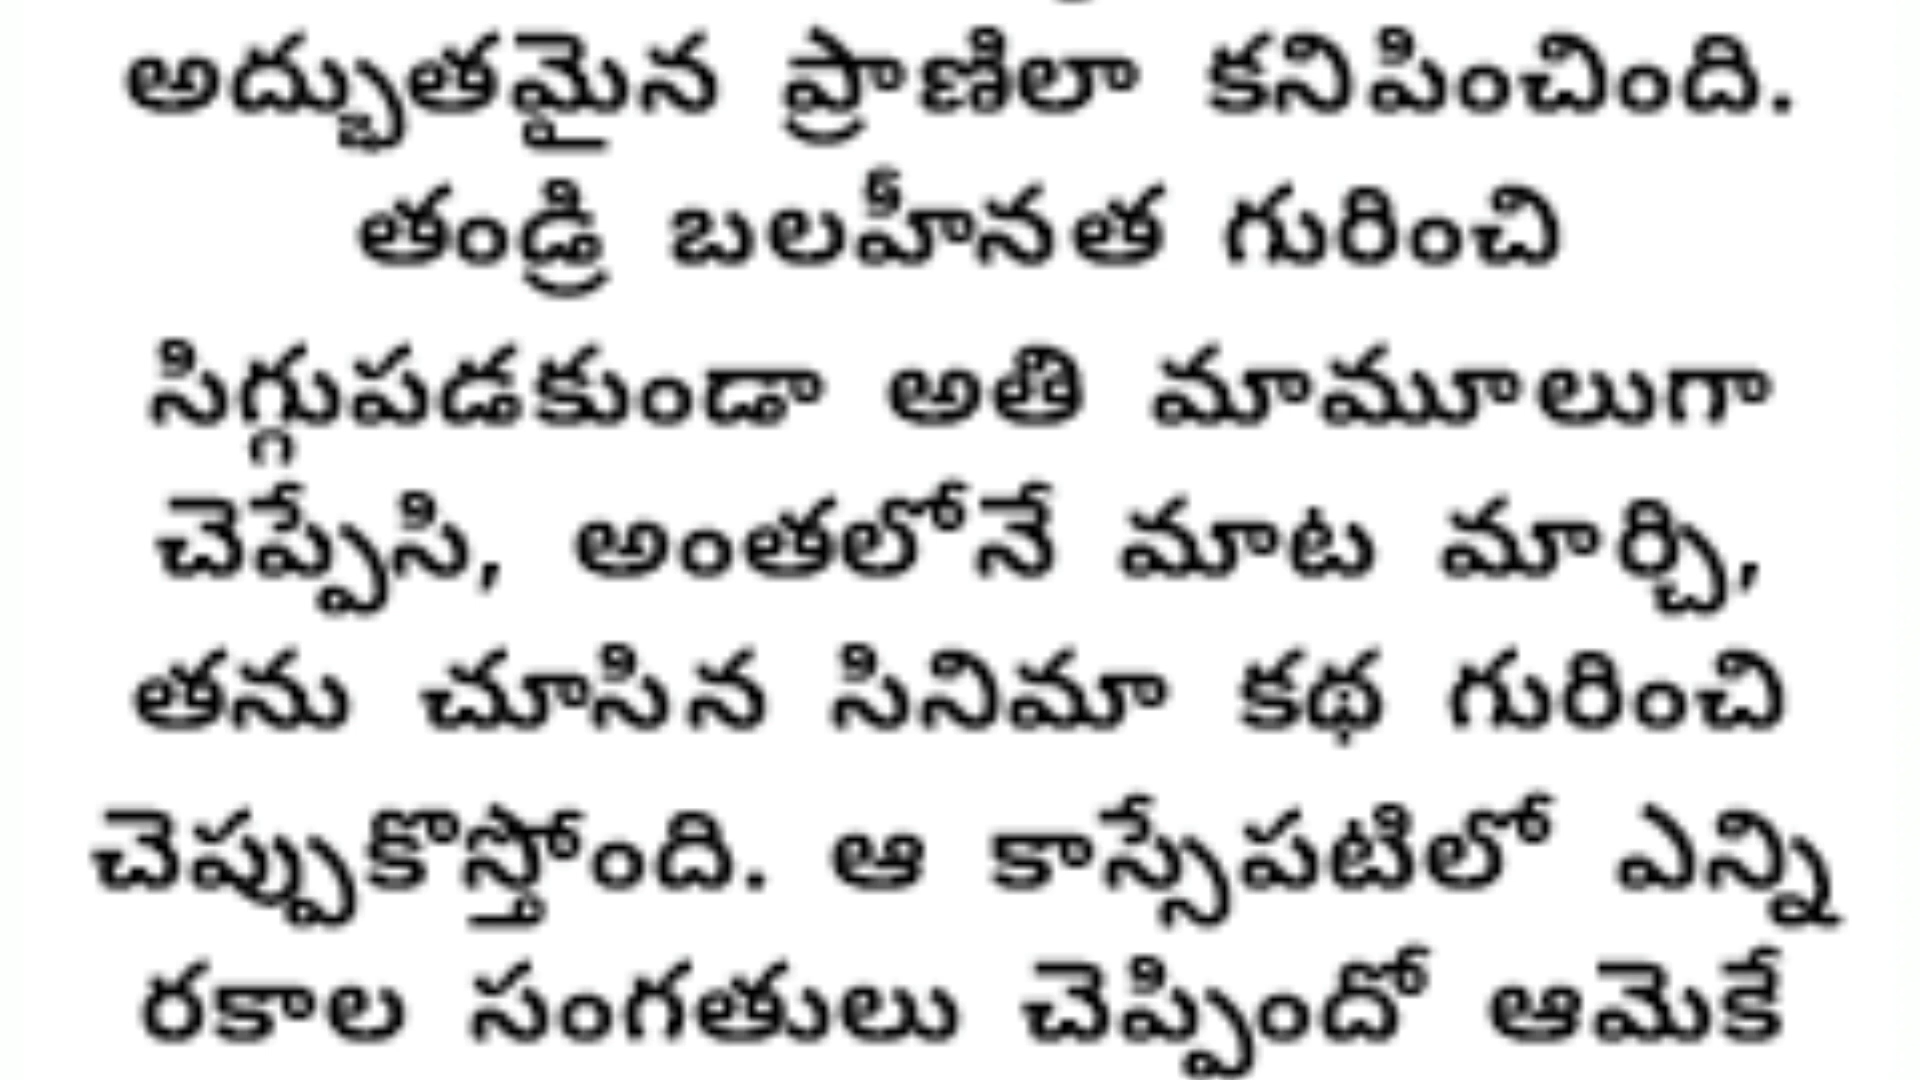 అద్భుతమైన ప్రాణిలా కనిపించింది.
తండ్రి బలహీనత గురించి
సిగ్గుపడకుండా అతి మామూలుగా
చెప్పేసి, అంతలోనే మాట మార్చి,
తను చూసిన సినిమా కథ గురించి
చెప్పుకొస్తోంది. ఆ కాస్సేపటిలో ఎన్ని
రకాల సంగతులు చెప్పిందో ఆమెకే